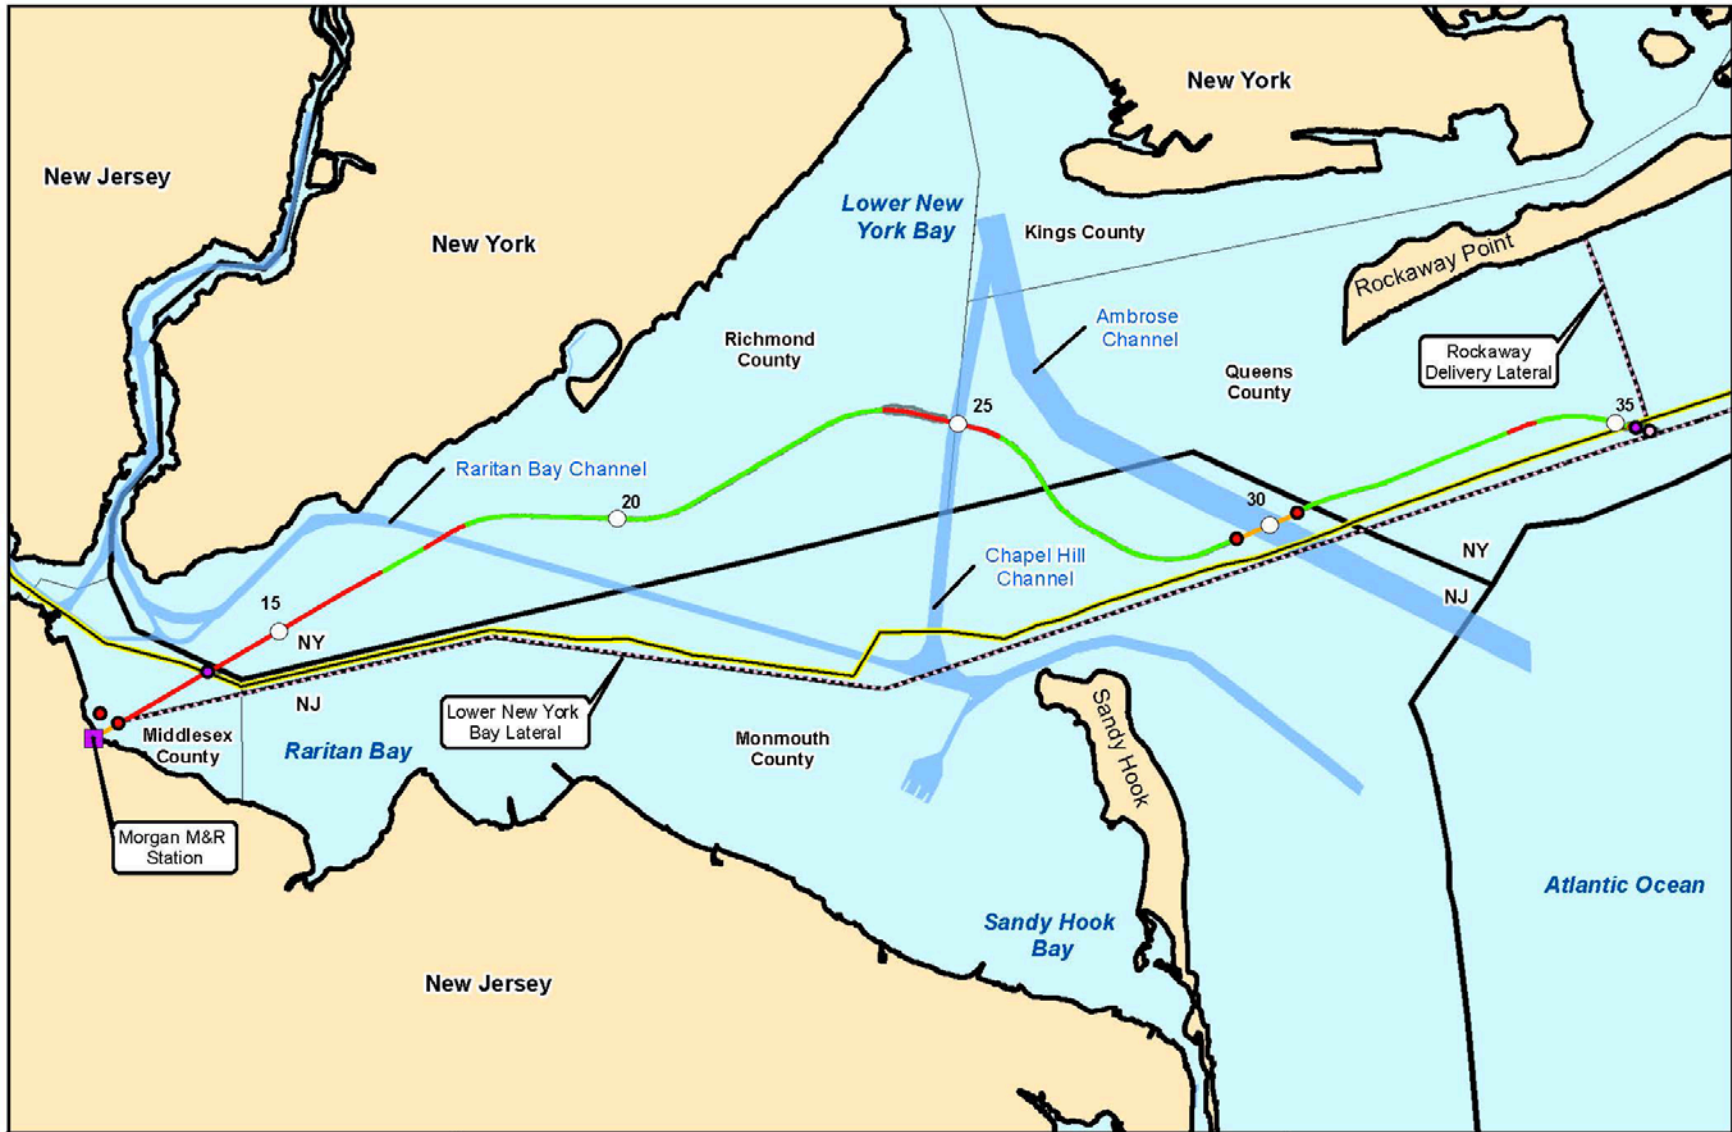 New York
New Jersey
Lower New
York Bay
New York
Kings County
Rockaway Point
Ambrose
Channel
Richmond
County
Rockaway
Delivery Lateral
Queens
County
25
35
Raritan Bay Channel
20
30
Chapel Hill
Channel
NY
NJ
15
NY
NJ
Lower New York
Bay Lateral
Middlesex
County
Raritan Bay
Monmouth
County
Sandy Hook
Morgan M&R
Station
Atlantic Ocean
Sandy Hook
Bay
New Jersey